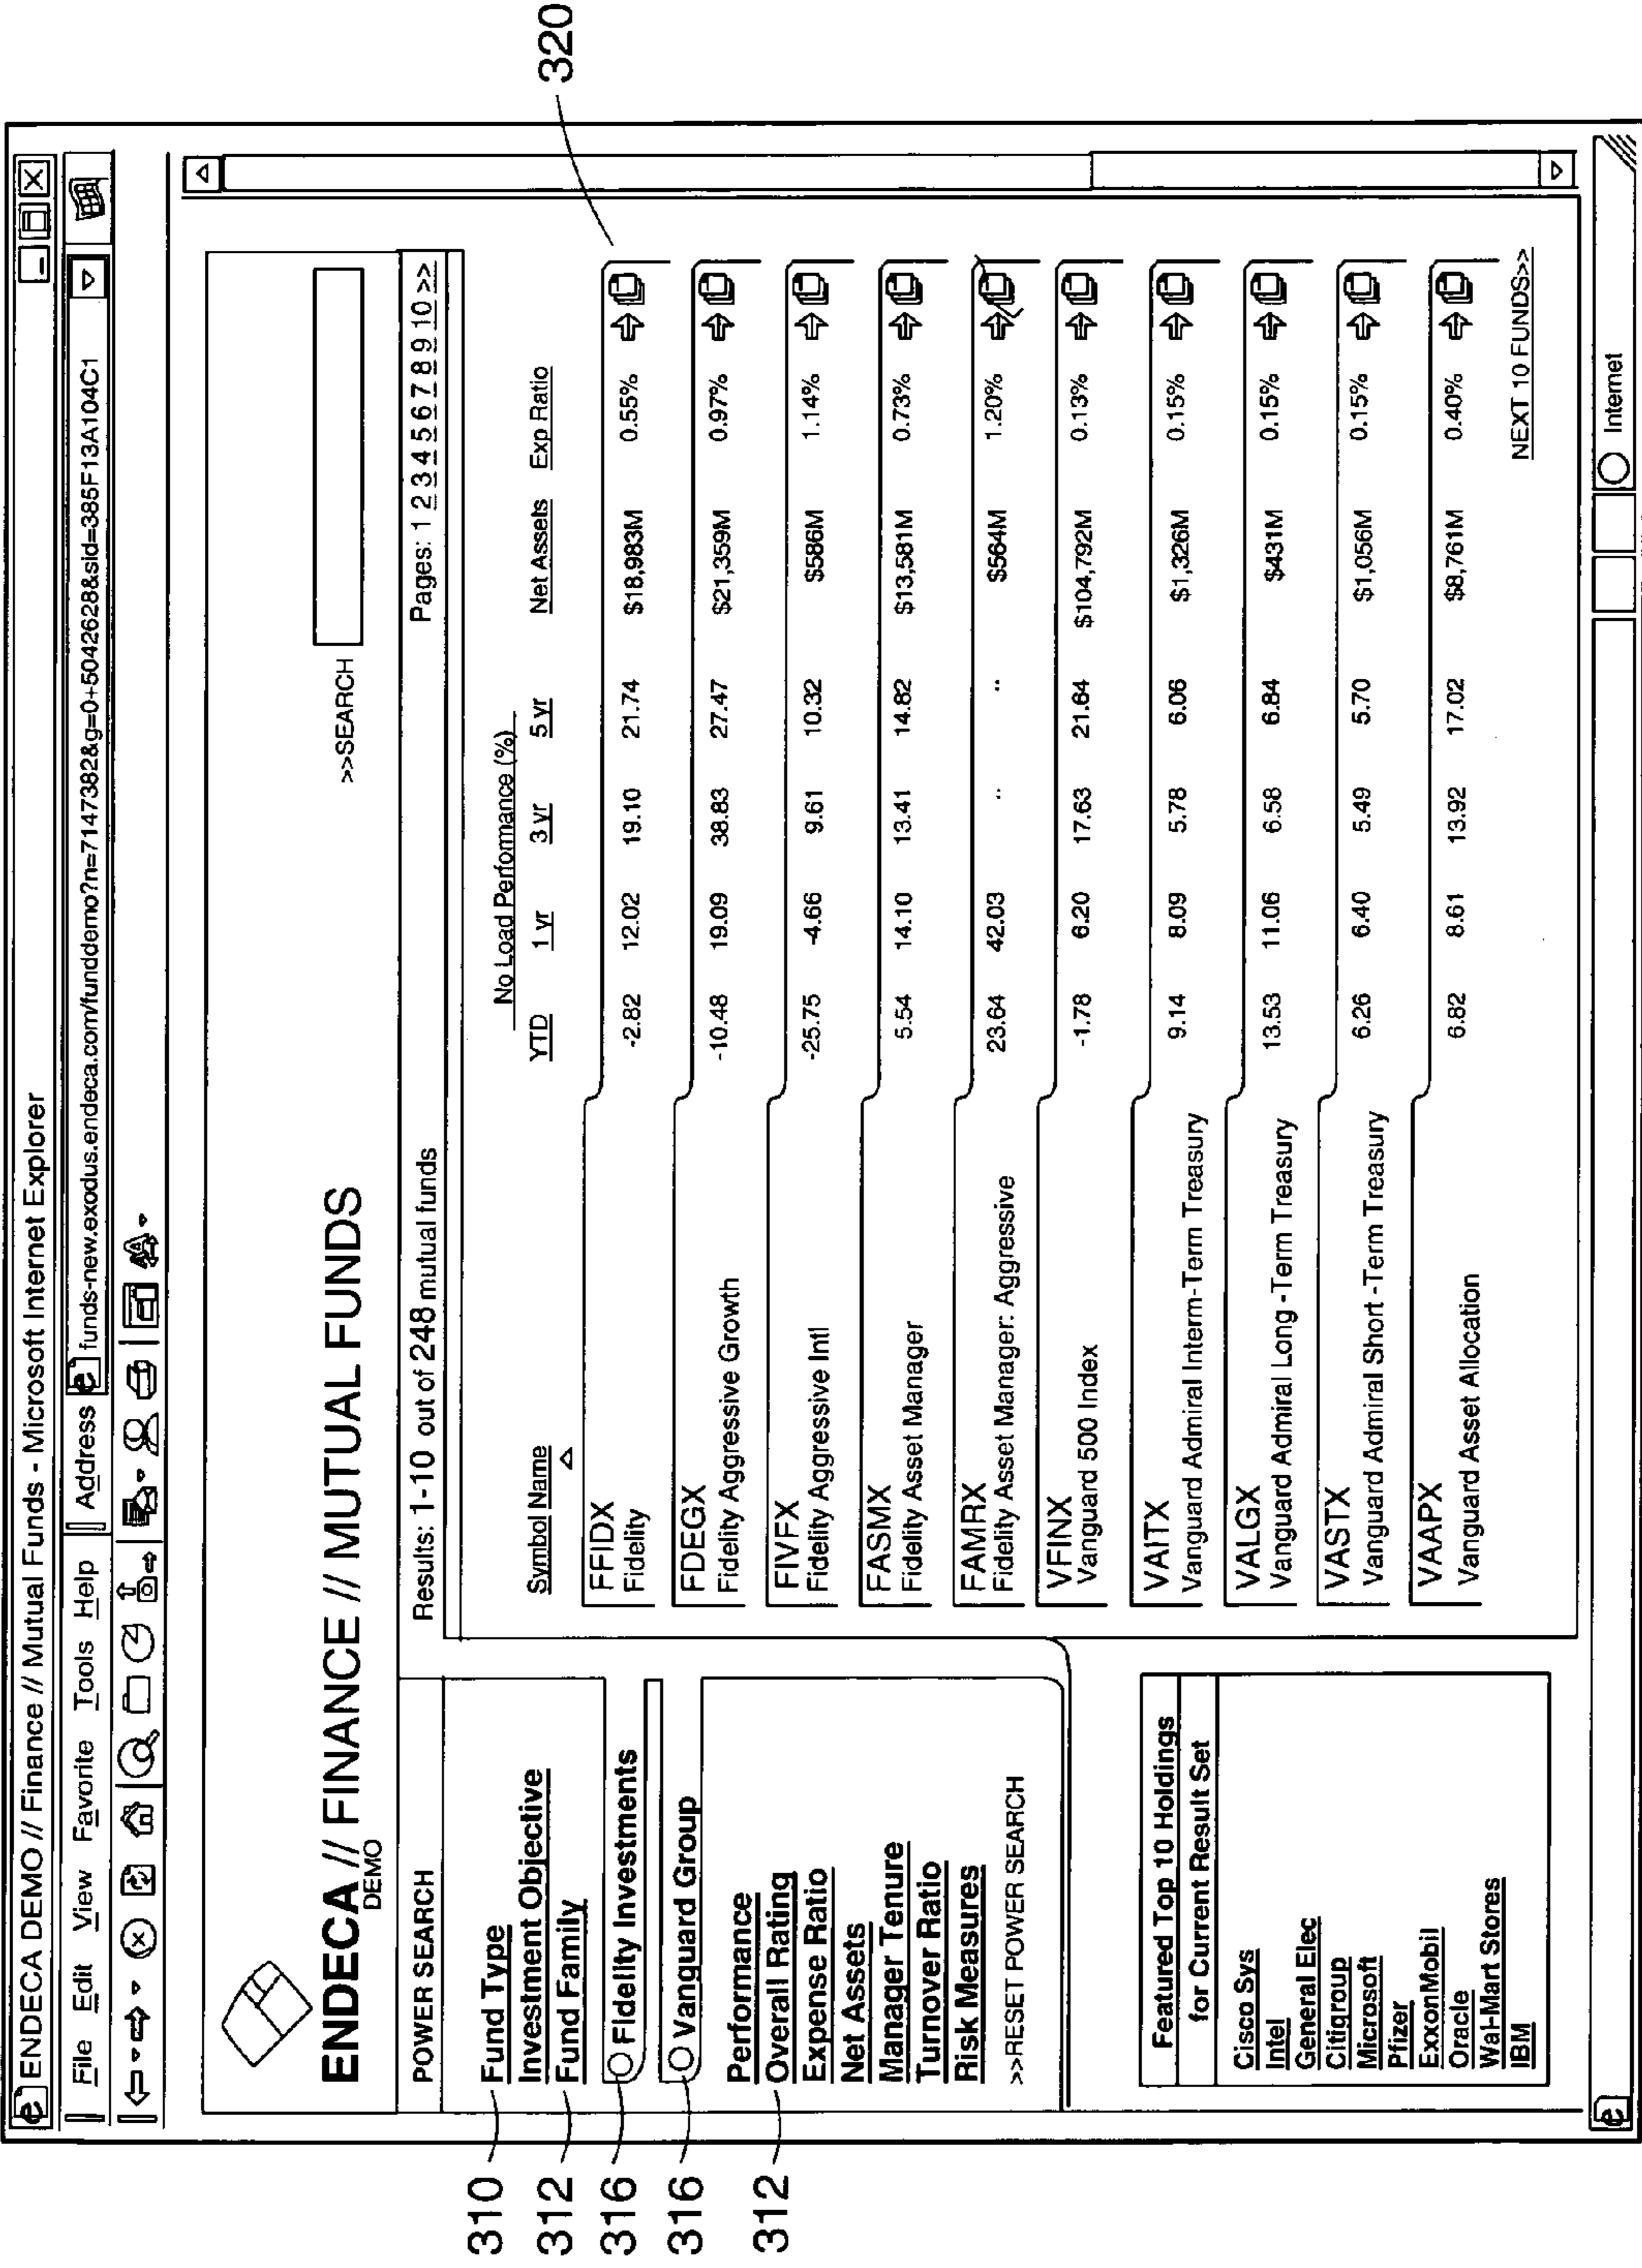 ENDECA DEMO // Finance // Mutual Funds - Microsoft Internet Explorer
File Edit View Favorite Tools Help Address funds-new.exodus.endeca.com/funddemo?n=7147382&g=0+5042628&sid=385F13A104C1
ENDECA // FINANCE // MUTUAL FUNDS
DEMO
>>SEARCH
POWER SEARCH
Results: 1-10 out of 248 mutual funds
Pages: 1 2 3 4 5 6 7 8 9 10 >>
310
Fund Type
Investment Objective
312
Fund Family
316
Fidelity Investments
316
Vanguard Group
Performance
312
Overall Rating
Expense Ratio
Net Assets
Manager Tenure
Turnover Ratio
Risk Measures
>>RESET POWER SEARCH
Featured Top 10 Holdings
for Current Result Set
Cisco Sys
Intel
General Elec
Citigroup
Microsoft
Pfizer
ExxonMobil
Oracle
Wal-Mart Stores
IBM
No Load Perfomance (%)
Symbol Name YTD 1 yr 3 yr 5 yr Net Assets Exp Ratio
320
FFIDX
Fidelity -2.82 12.02 19.10 21.74 $18,983M 0.55%
FDEGX
Fidelity Aggressive Growth -10.48 19.09 38.83 27.47 $21,359M 0.97%
FIVFX
Fidelity Aggressive Intl -25.75 -4.66 9.61 10.32 $586M 1.14%
FASMX
Fidelity Asset Manager 5.54 14.10 13.41 14.82 $13,581M 0.73%
FAMRX
Fidelity Asset Manager: Aggressive 23.64 42.03 .. .. $564M 1.20%
VFINX
Vanguard 500 Index -1.78 6.20 17.63 21.64 $104,792M 0.13%
VAITX
Vanguard Admiral Interm-Term Treasury 9.14 8.09 5.78 6.06 $1,326M 0.15%
VALGX
Vanguard Admiral Long -Term Treasury 13.53 11.06 6.58 6.84 $431M 0.15%
VASTX
Vanguard Admiral Short -Term Treasury 6.26 6.40 5.49 5.70 $1,056M 0.15%
VAAPX
Vanguard Asset Allocation 6.82 8.61 13.92 17.02 $8,761M 0.40%
NEXT 10 FUNDS>>
Internet